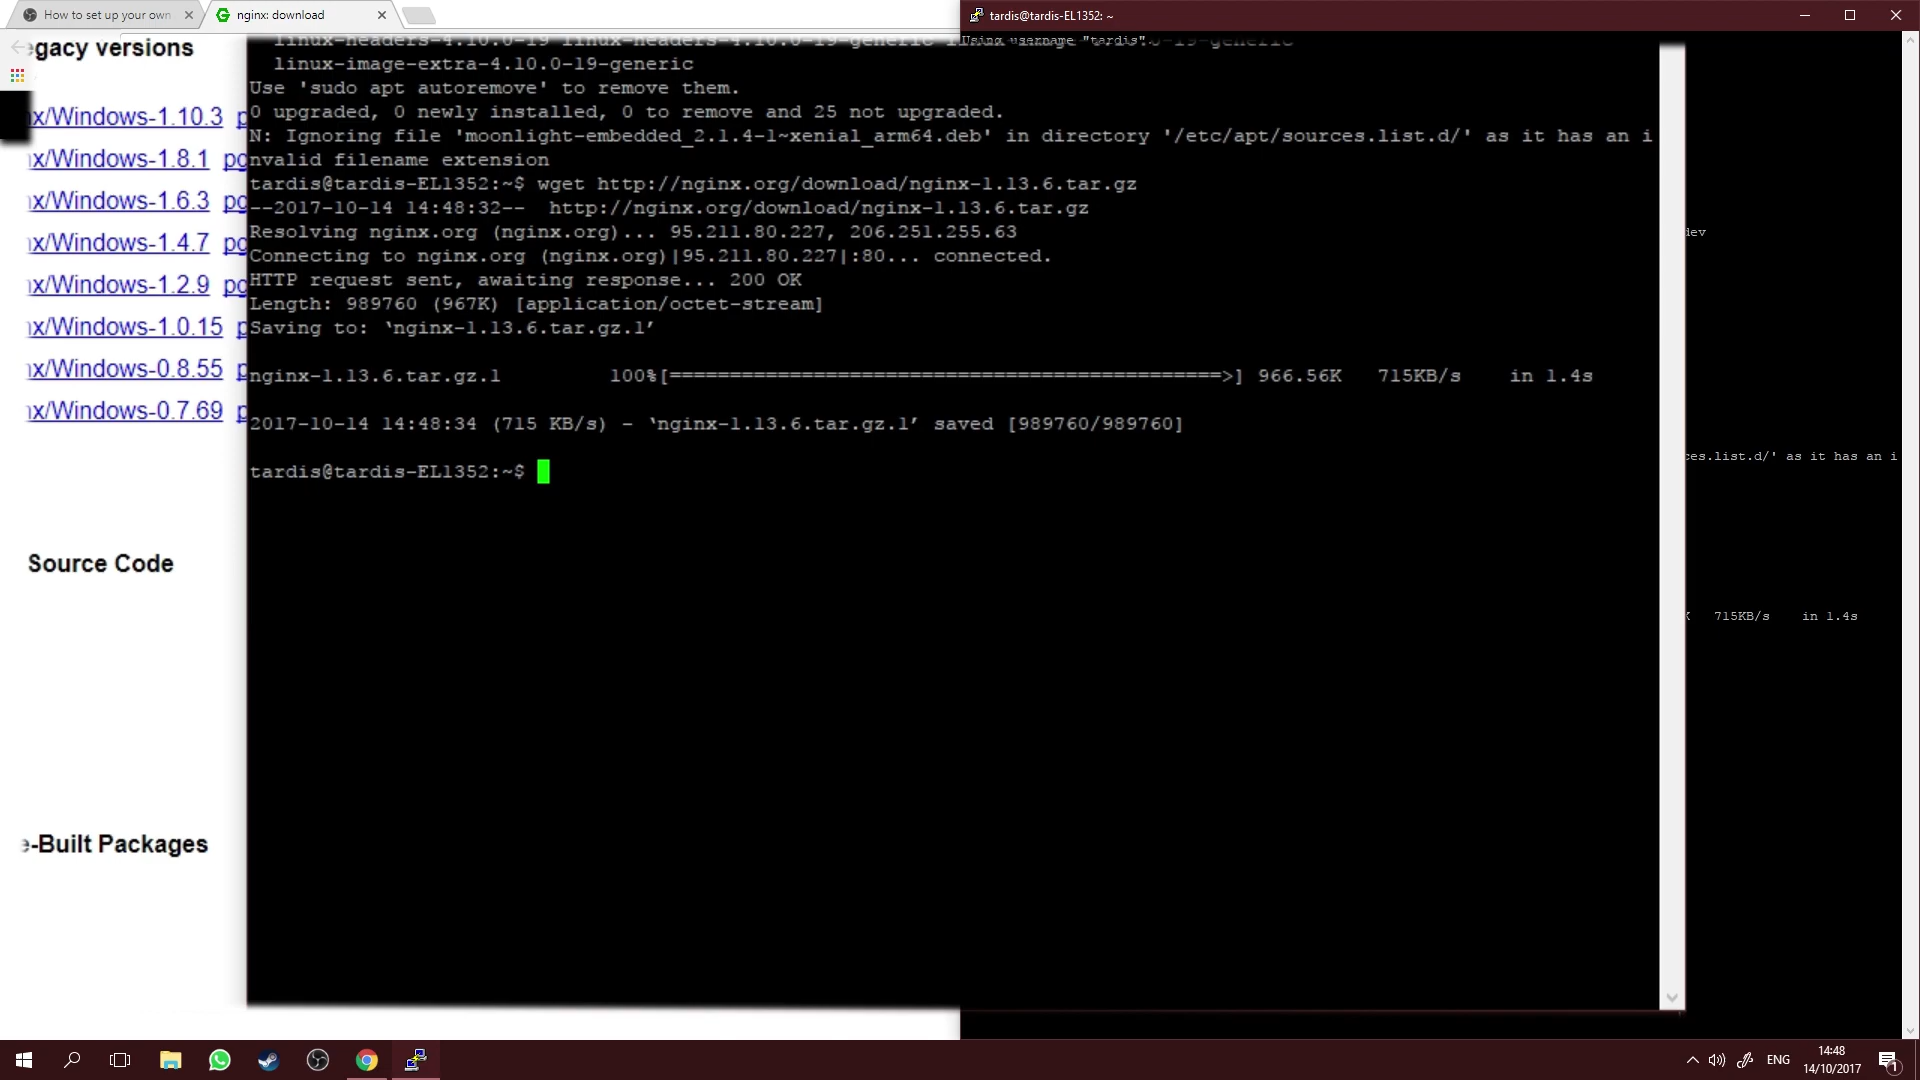 How to set up your own
nginx: download
tardis@tardis-EL1352: ~
Using username "tardis".
gacy versions
x/Windows-1.10.3
x/Windows-1.8.1 pg
x/Windows-1.6.3 pg
x/Windows-1.4.7 pg
x/Windows-1.2.9 pg
x/Windows-1.0.15
x/Windows-0.8.55
x/Windows-0.7.69
Source Code
-Built Packages
linux-headers-4.10.0-19 linux-headers-4.10.0-19-generic
linux-image-extra-4.10.0-19-generic
Use 'sudo apt autoremove' to remove them.
0 upgraded, 0 newly installed, 0 to remove and 25 not upgraded.
N: Ignoring file 'moonlight-embedded_2.1.4-1~xenial_arm64.deb' in directory '/etc/apt/sources.list.d/' as it has an i
nvalid filename extension
tardis@tardis-EL1352:~$ wget http://nginx.org/download/nginx-1.13.6.tar.gz
--2017-10-14 14:48:32--  http://nginx.org/download/nginx-1.13.6.tar.gz
Resolving nginx.org (nginx.org)... 95.211.80.227, 206.251.255.63
Connecting to nginx.org (nginx.org)|95.211.80.227|:80... connected.
HTTP request sent, awaiting response... 200 OK
Length: 989760 (967K) [application/octet-stream]
Saving to: ‘nginx-1.13.6.tar.gz.1’
nginx-1.13.6.tar.gz.1 100%[==============================================>] 966.56K 715KB/s in 1.4s
2017-10-14 14:48:34 (715 KB/s) - ‘nginx-1.13.6.tar.gz.1’ saved [989760/989760]
tardis@tardis-EL1352:~$
dev
ces.list.d/' as it has an i
715KB/s in 1.4s
ENG
14:48
14/10/2017
1